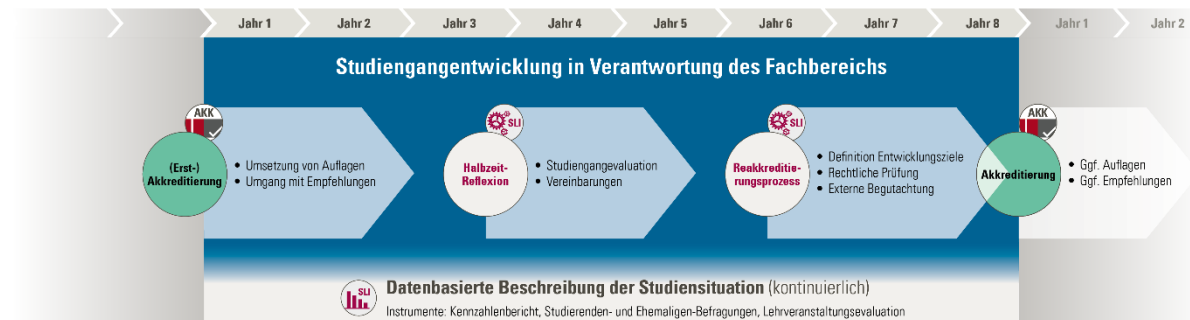 Jahr 1 Jahr 2 Jahr 3 Jahr 4 Jahr 5 Jahr 6 Jahr 7 Jahr 8 Jahr 1 Jahr 2
Studiengangentwicklung in Verantwortung des Fachbereichs
AKK
(Erst-)
Akkreditierung
• Umsetzung von Auflagen
• Umgang mit Empfehlungen
SLI
Halbzeit-
Reflexion
• Studiengangevaluation
• Vereinbarungen
SLI
Reakkreditie-
rungsprozess
• Definition Entwicklungsziele
• Rechtliche Prüfung
• Externe Begutachtung
AKK
Akkreditierung
• Ggf. Auflagen
• Ggf. Empfehlungen
SLI
Datenbasierte Beschreibung der Studiensituation (kontinuierlich)
Instrumente: Kennzahlenbericht, Studierenden- und Ehemaligen-Befragungen, Lehrveranstaltungsevaluation